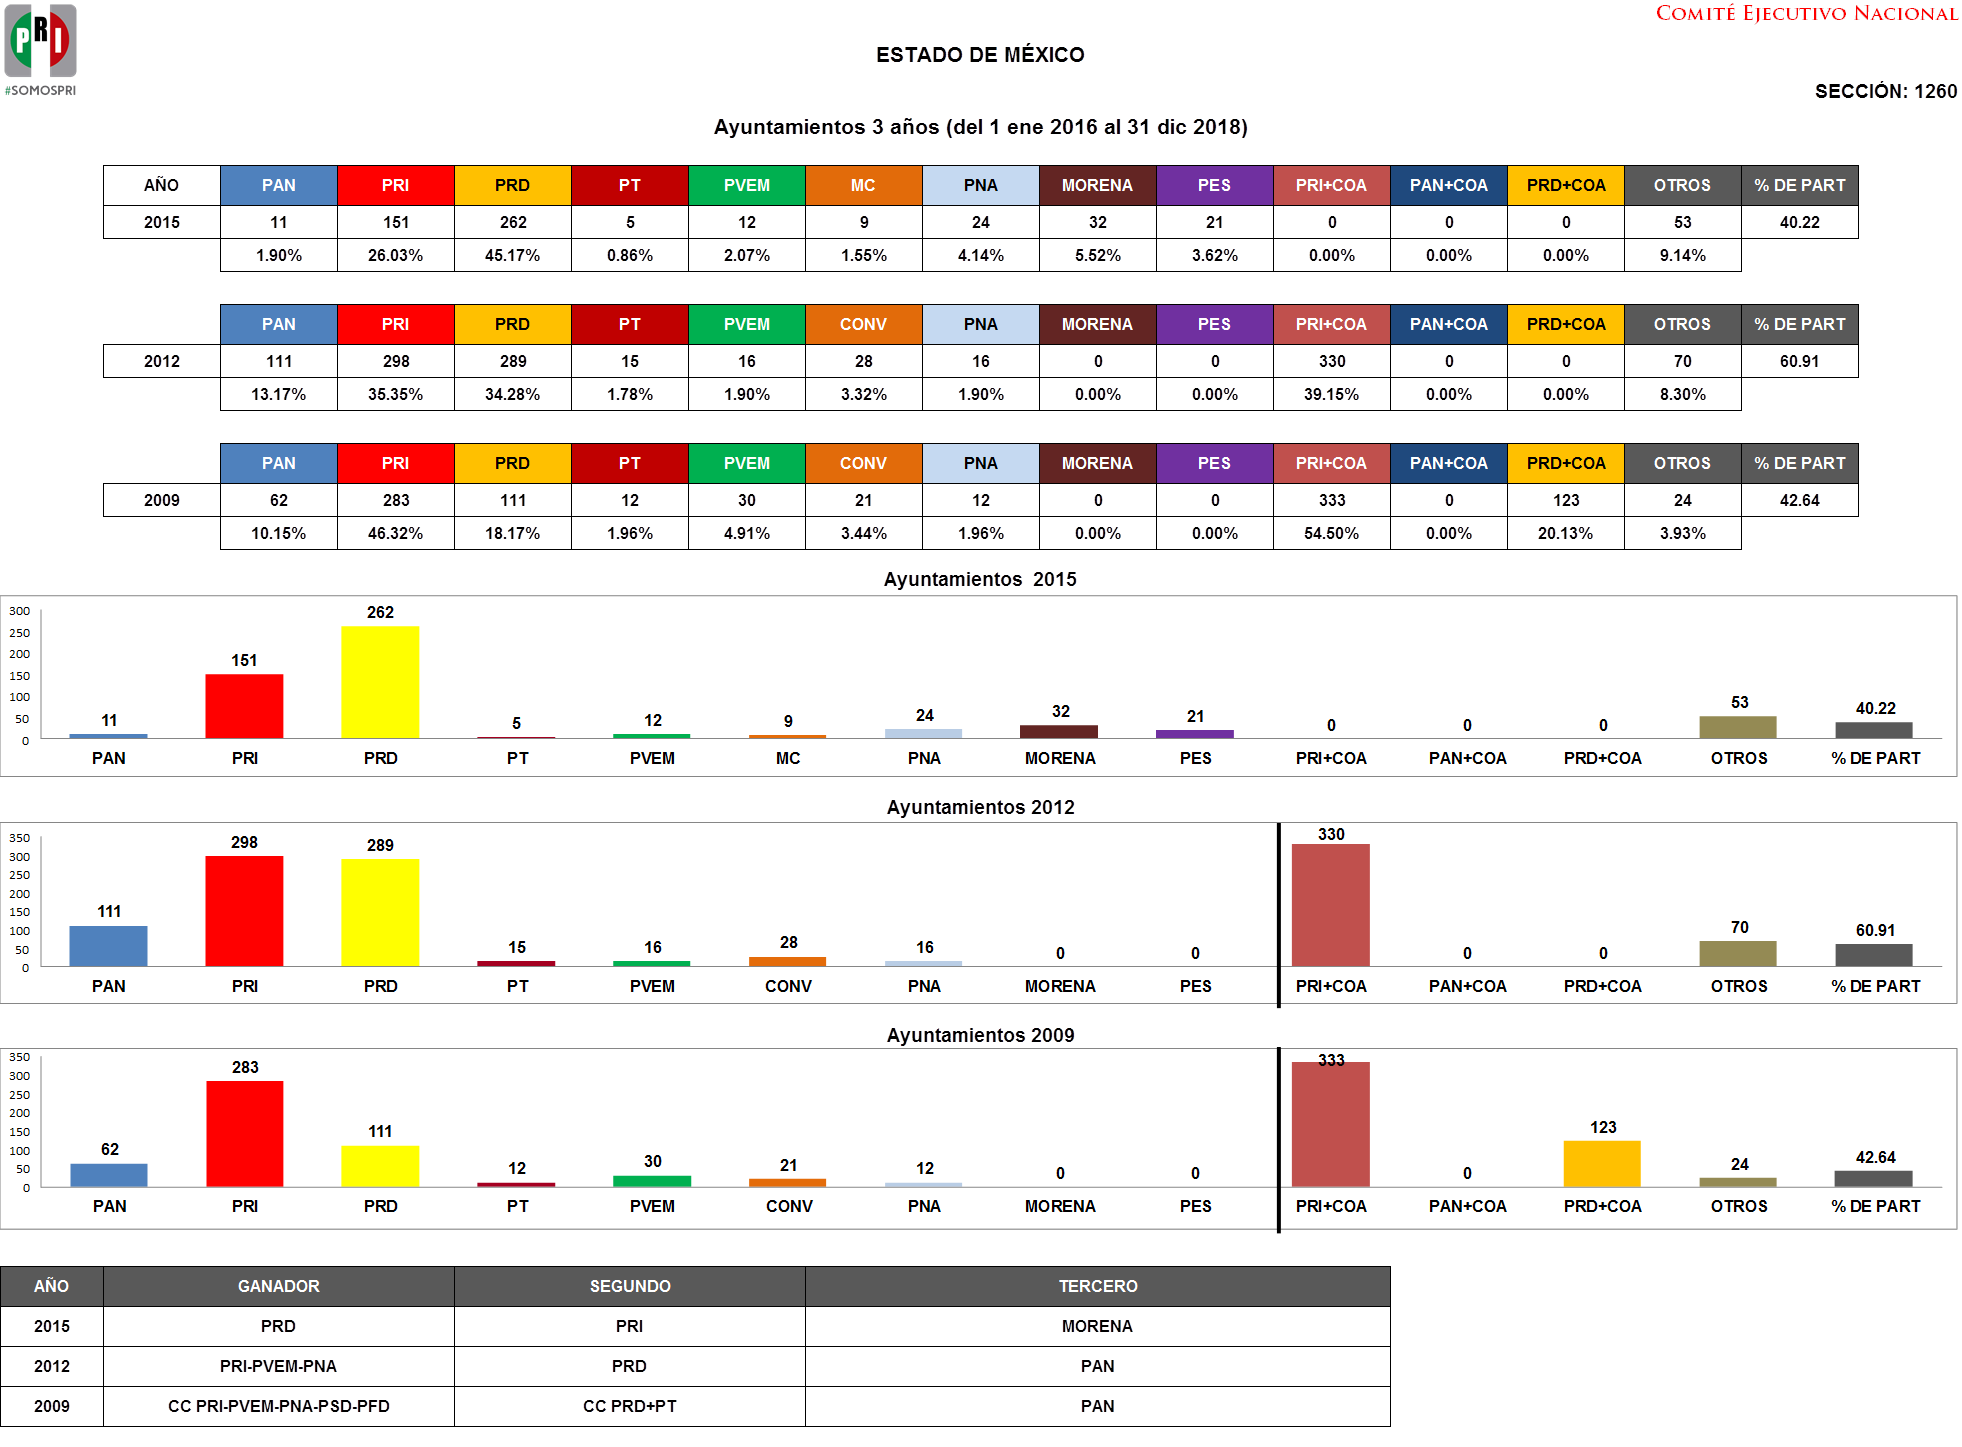 COMITÉ EJECUTIVO NACIONAL
PRI
#SOMOSPRI
ESTADO DE MÉXICO
SECCIÓN: 1260
Ayuntamientos 3 años (del 1 ene 2016 al 31 dic 2018)
AÑO PAN PRI PRD PT PVEM MC PNA MORENA PES PRI+COA PAN+COA PRD+COA OTROS % DE PART
2015 11 151 262 5 12 9 24 32 21 0 0 0 53 40.22
1.90% 26.03% 45.17% 0.86% 2.07% 1.55% 4.14% 5.52% 3.62% 0.00% 0.00% 0.00% 9.14%
PAN PRI PRD PT PVEM CONV PNA MORENA PES PRI+COA PAN+COA PRD+COA OTROS % DE PART
2012 111 298 289 15 16 28 16 0 0 330 0 0 70 60.91
13.17% 35.35% 34.28% 1.78% 1.90% 3.32% 1.90% 0.00% 0.00% 39.15% 0.00% 0.00% 8.30%
PAN PRI PRD PT PVEM CONV PNA MORENA PES PRI+COA PAN+COA PRD+COA OTROS % DE PART
2009 62 283 111 12 30 21 12 0 0 333 0 123 24 42.64
10.15% 46.32% 18.17% 1.96% 4.91% 3.44% 1.96% 0.00% 0.00% 54.50% 0.00% 20.13% 3.93%
Ayuntamientos 2015
300
250
200
150
100
50
0
11 151 262 5 12 9 24 32 21 0 0 0 53 40.22
PAN PRI PRD PT PVEM MC PNA MORENA PES PRI+COA PAN+COA PRD+COA OTROS % DE PART
Ayuntamientos 2012
350
300
250
200
150
100
50
0
111 298 289 15 16 28 16 0 0 330 0 0 70 60.91
PAN PRI PRD PT PVEM CONV PNA MORENA PES PRI+COA PAN+COA PRD+COA OTROS % DE PART
Ayuntamientos 2009
350
300
250
200
150
100
50
0
62 283 111 12 30 21 12 0 0 333 0 123 24 42.64
PAN PRI PRD PT PVEM CONV PNA MORENA PES PRI+COA PAN+COA PRD+COA OTROS % DE PART
AÑO GANADOR SEGUNDO TERCERO
2015 PRD PRI MORENA
2012 PRI-PVEM-PNA PRD PAN
2009 CC PRI-PVEM-PNA-PSD-PFD CC PRD+PT PAN